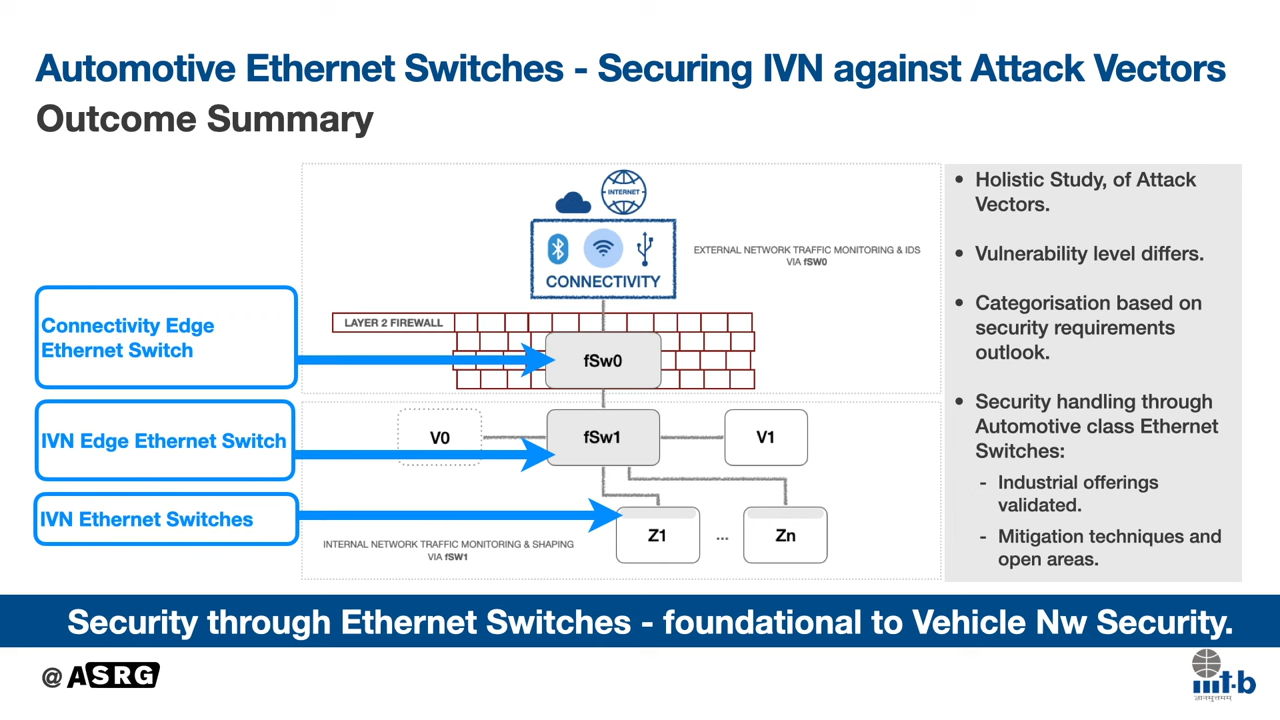 Automotive Ethernet Switches - Securing IVN against Attack Vectors
Outcome Summary
INTERNET
CONNECTIVITY
EXTERNAL NETWORK TRAFFIC MONITORING & IDS
VIA fSW0
LAYER 2 FIREWALL
Connectivity Edge
Ethernet Switch
fSw0
IVN Edge Ethernet Switch
V0
fSw1
V1
IVN Ethernet Switches
Z1
...
Zn
INTERNAL NETWORK TRAFFIC MONITORING & SHAPING
VIA fSW1
• Holistic Study, of Attack
Vectors.
• Vulnerability level differs.
• Categorisation based on
security requirements
outlook.
• Security handling through
Automotive class Ethernet
Switches:
- Industrial offerings
validated.
- Mitigation techniques and
open areas.
Security through Ethernet Switches - foundational to Vehicle Nw Security.
@ ASRG
iiit-b
ज्ञानमुत्तमम्